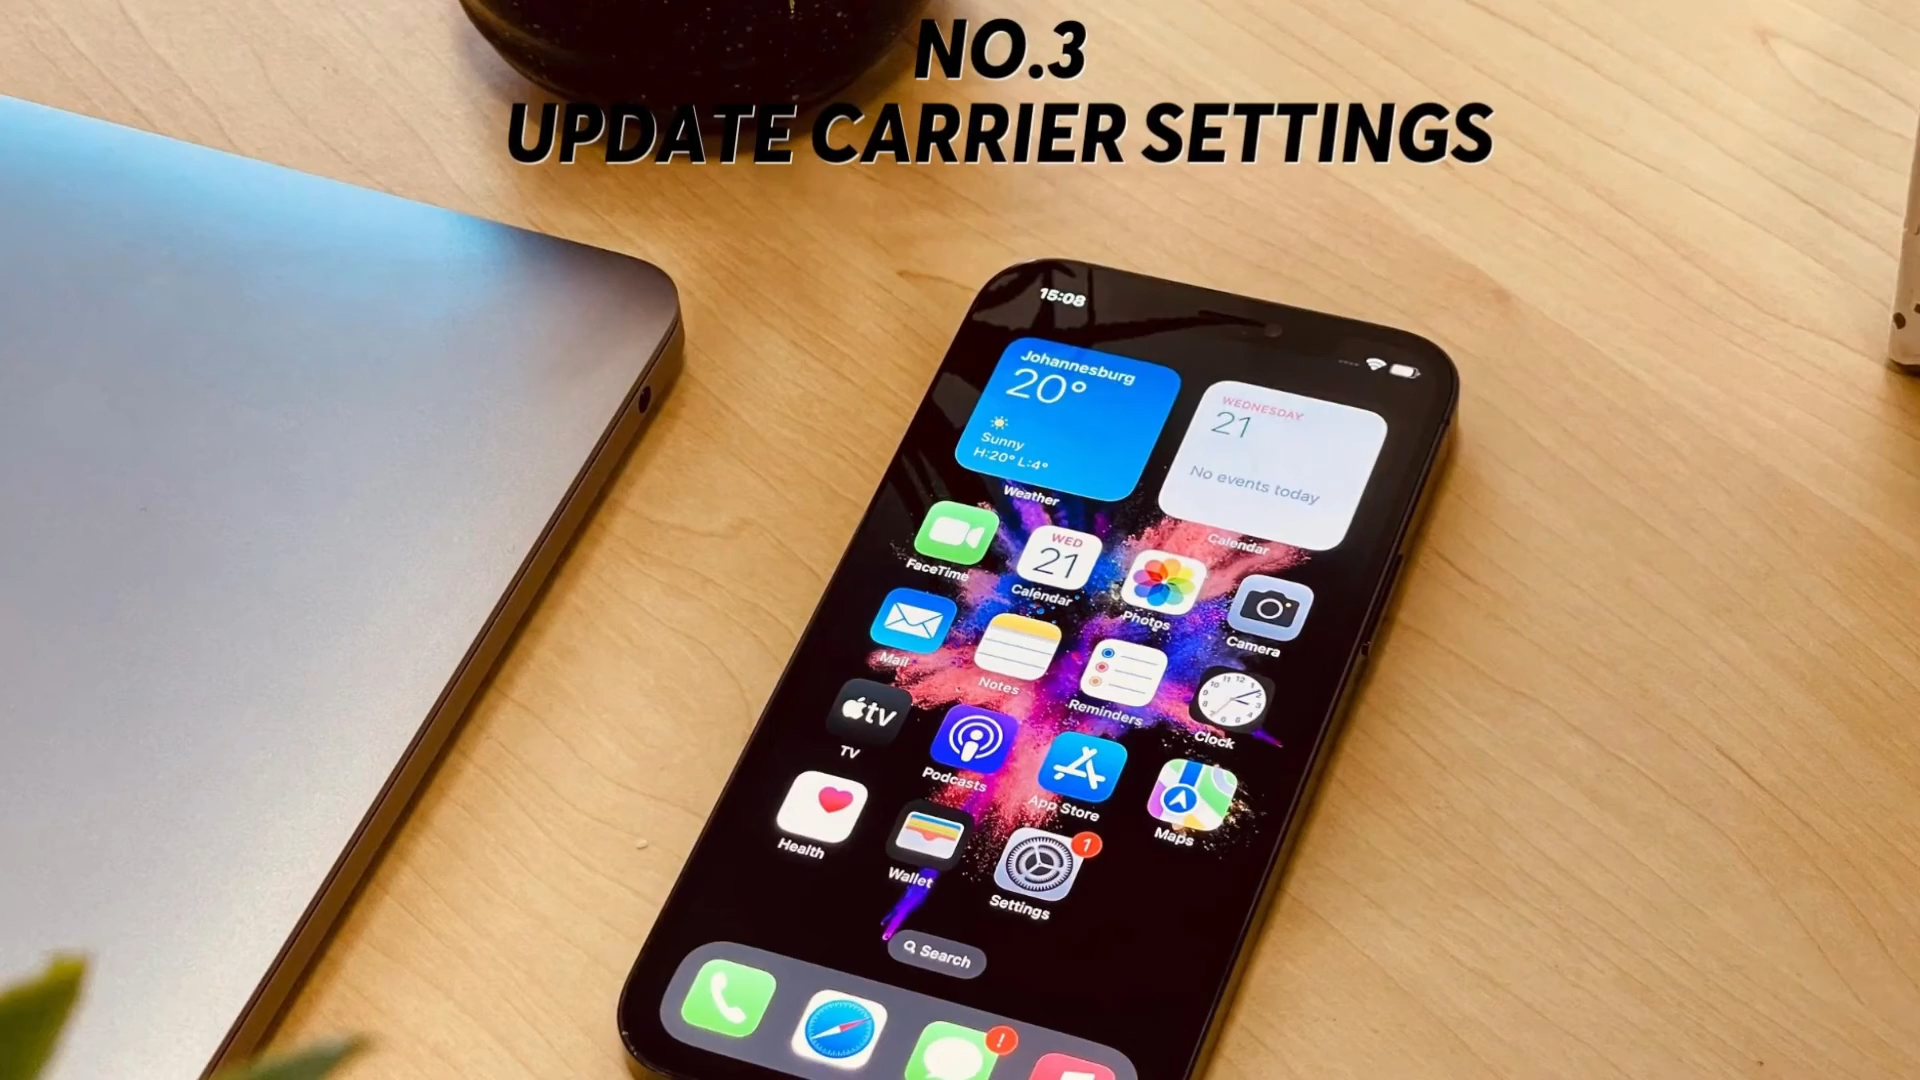 NO.3
UPDATE CARRIER SETTINGS
15:08
Johannesburg
20°
Sunny
H:20° L:4°
Weather
WEDNESDAY
21
No events today
Calendar
FaceTime
WED
21
Calendar
Photos
Camera
Mail
Notes
Reminders
Clock
tv
TV
Podcasts
App Store
Maps
Health
Wallet
1
Settings
Search
!